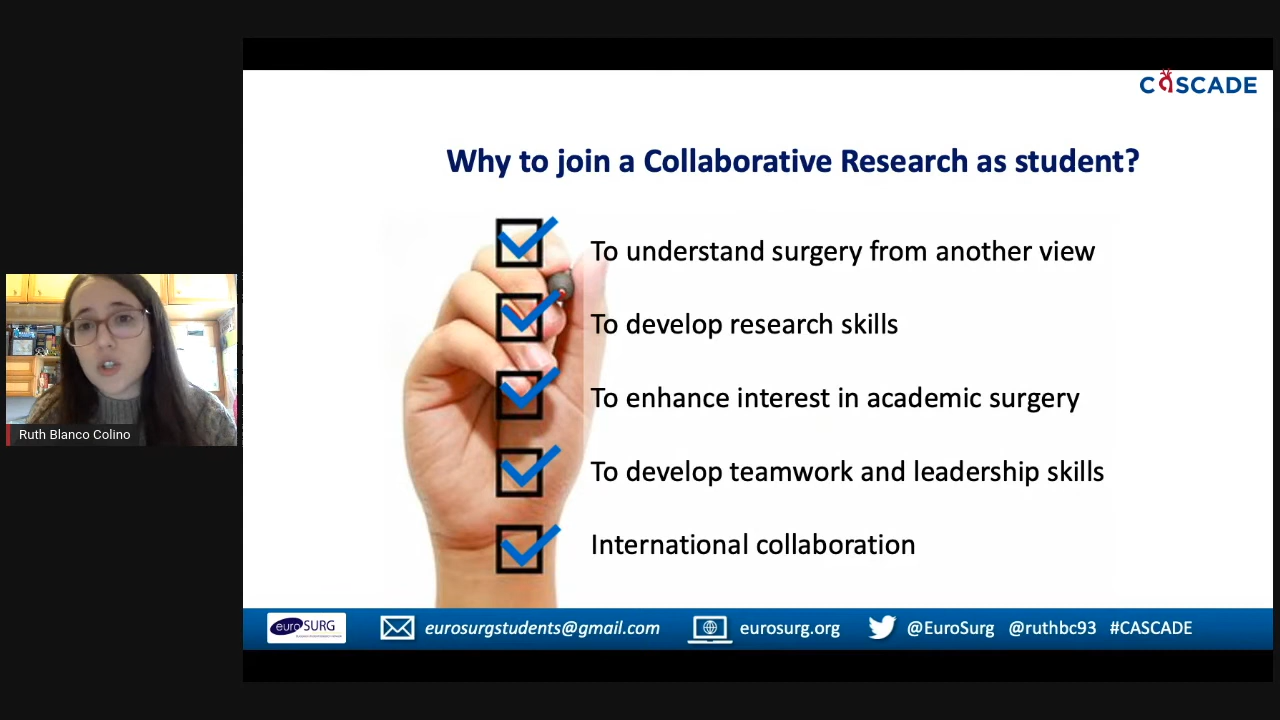 CaSCADE
Why to join a Collaborative Research as student?
To understand surgery from another view
To develop research skills
To enhance interest in academic surgery
To develop teamwork and leadership skills
International collaboration
Ruth Blanco Colino
euroSURG
eurosurgstudents@gmail.com
eurosurg.org
@EuroSurg @ruthbc93 #CASCADE